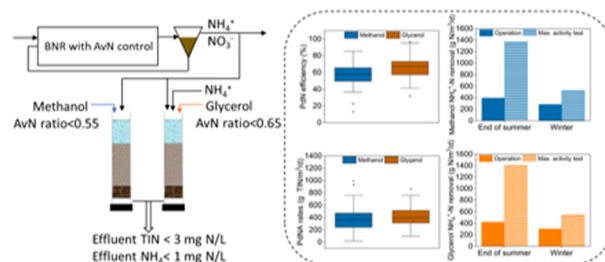 BNR with AvN control
NH₄⁺
NO₃⁻
NH₄⁺
Methanol
AvN ratio<0.55
Glycerol
AvN ratio<0.65
Effluent TIN < 3 mg N/L
Effluent NH₄< 1 mg N/L
Methanol Glycerol
PdN efficiency (%)
100
80
60
40
20
0
Operation Max. activity test
Methanol NH₄⁺-N removal (g N/m³/d)
1400
1200
1000
800
600
400
200
0
End of summer Winter
Methanol Glycerol
PdNA rates (g TIN/m³/d)
1400
1200
1000
800
600
400
200
0
Operation Max. activity test
Glycerol NH₄⁺-N removal (g N/m³/d)
1400
1200
1000
800
600
400
200
0
End of summer Winter